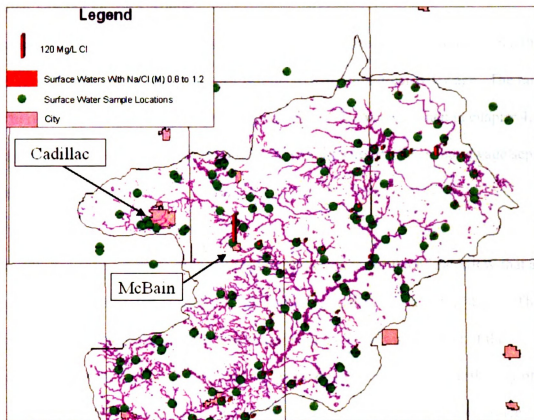 Legend
120 Mg/L Cl
Surface Waters With Na/Cl (M) 0.8 to 1.2
Surface Water Sample Locations
City
Cadillac
McBain